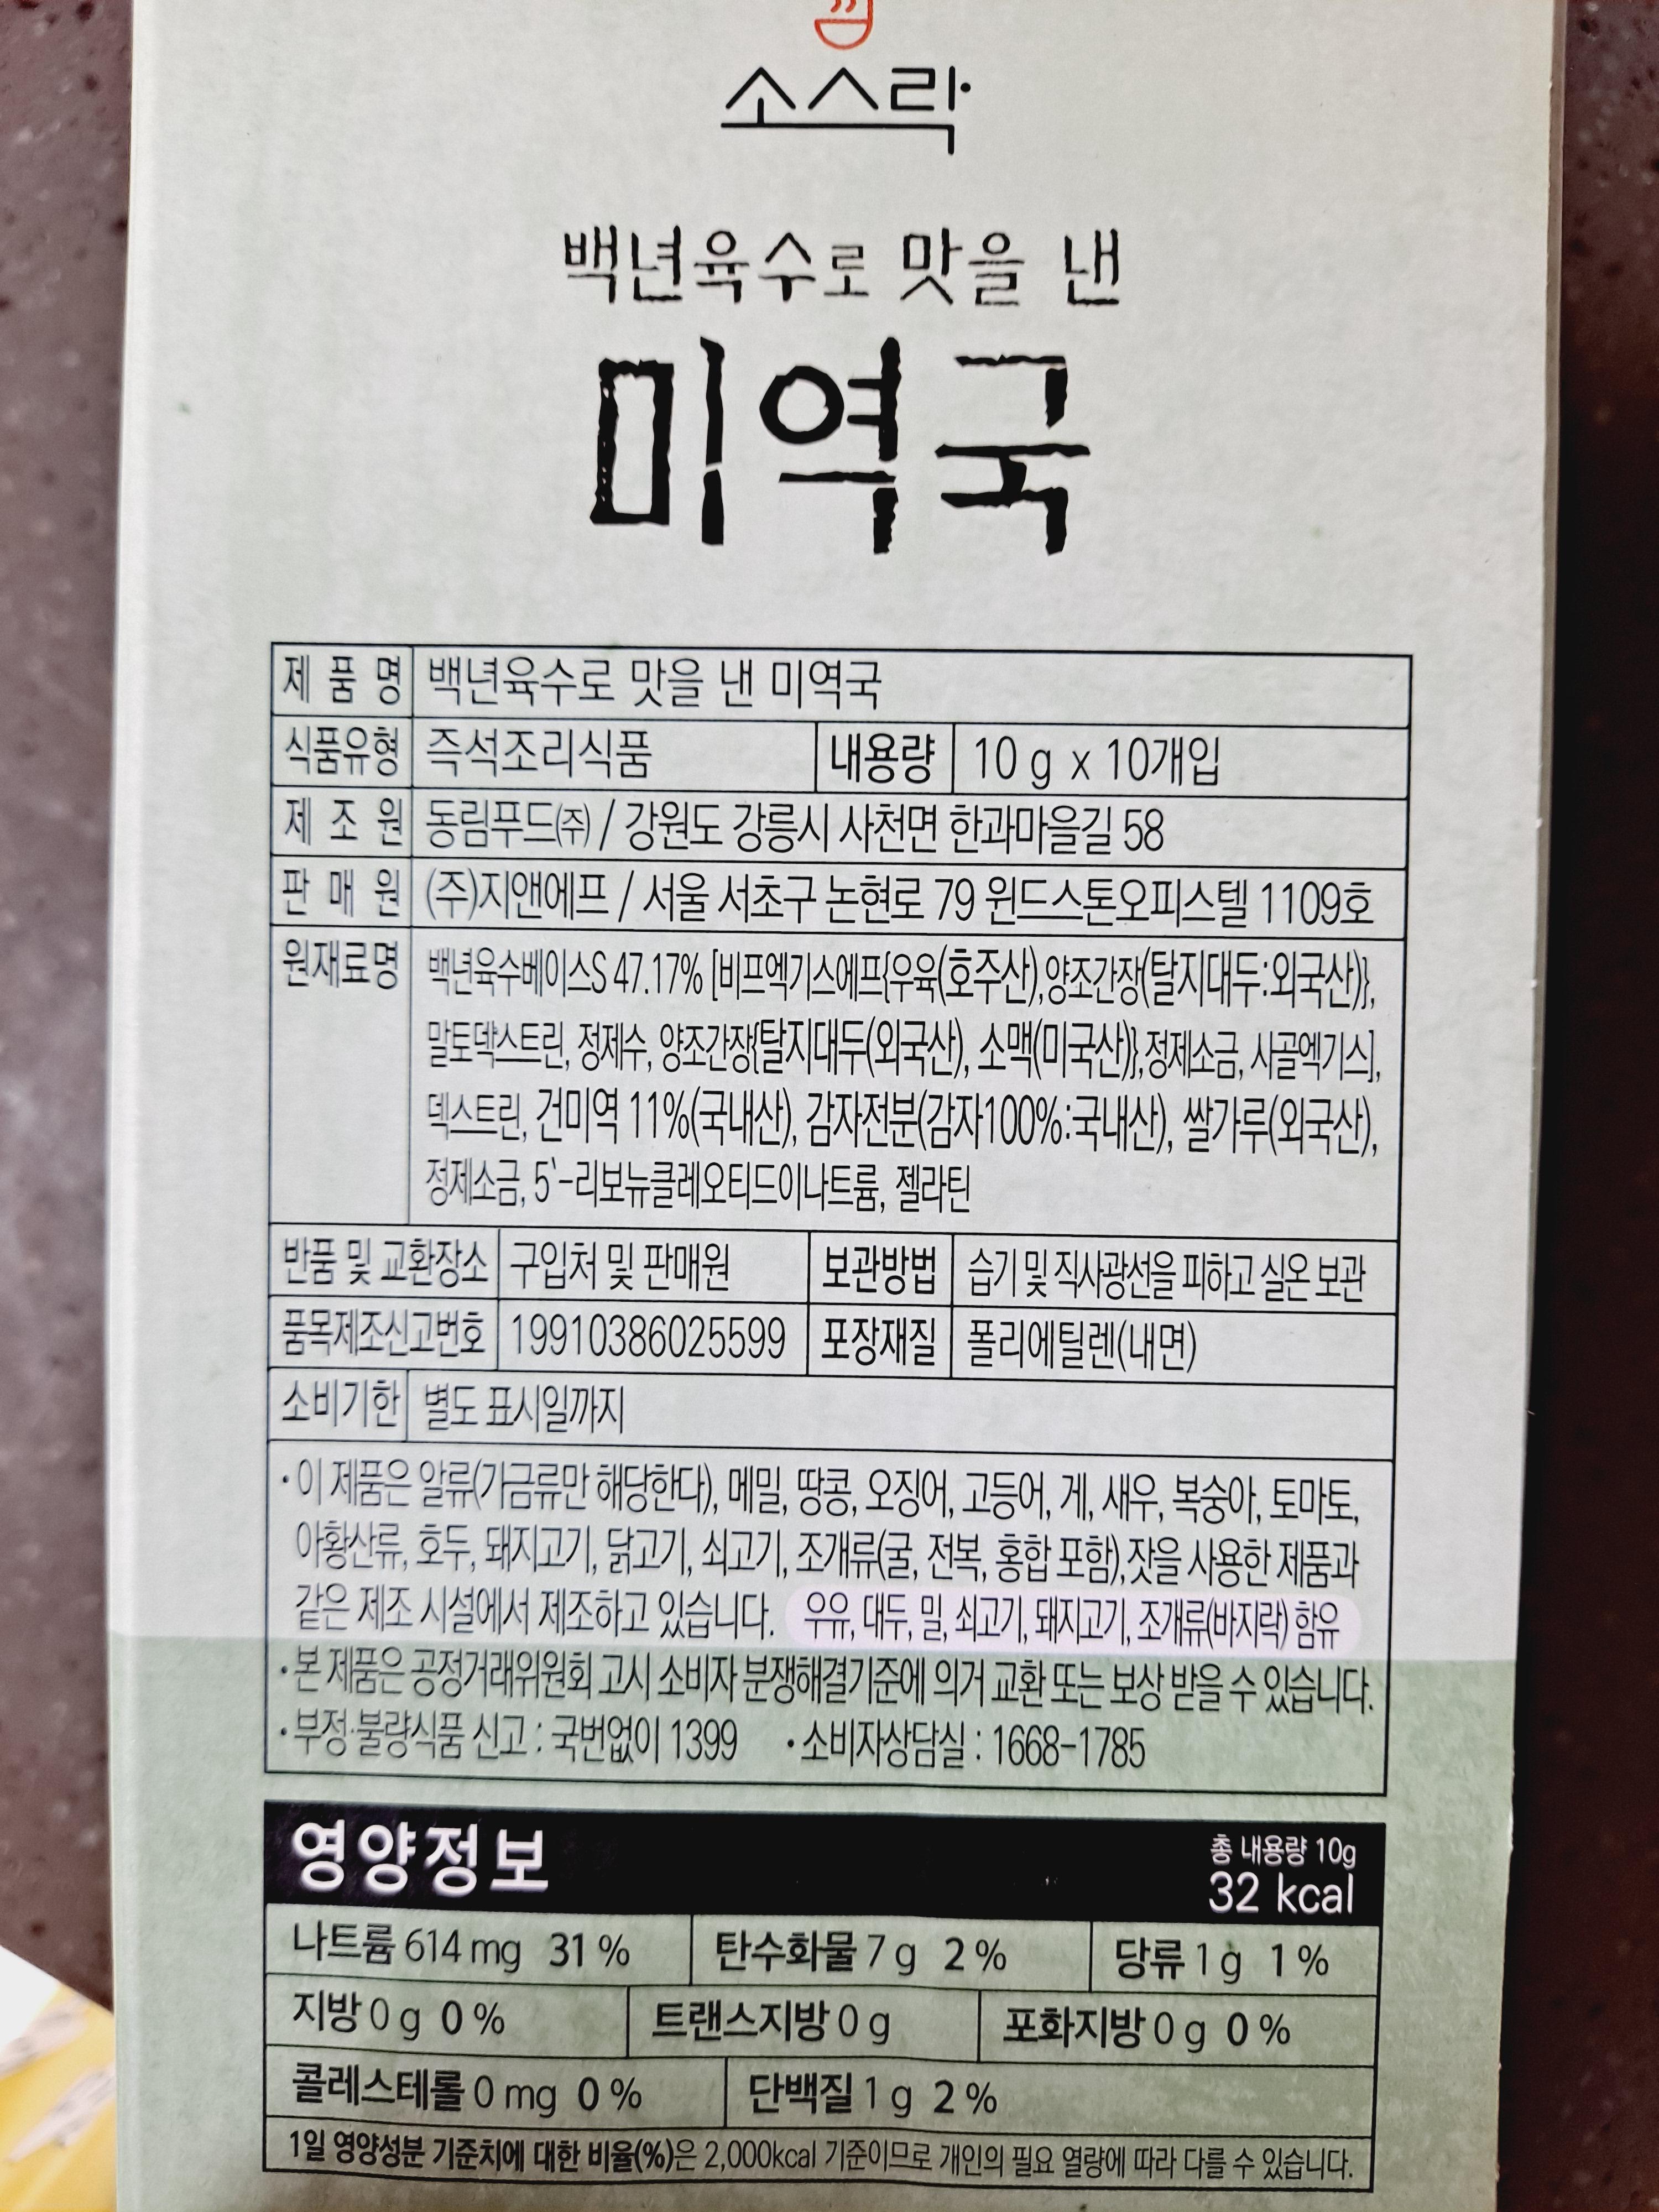 소스락
백년육수로 맛을 낸
미역국
제 품 명 백년육수로 맛을 낸 미역국
식품유형 즉석조리식품 내용량 10 g x 10개입
제 조 원 동림푸드㈜ / 강원도 강릉시 사천면 한과마을길 58
판 매 원 (주)지앤에프 / 서울 서초구 논현로 79 윈드스톤오피스텔 1109호
원재료명 백년육수베이스S 47.17% [비프엑기스에프{우육(호주산),양조간장(탈지대두:외국산)},
말토덱스트린, 정제수, 양조간장{탈지대두(외국산), 소맥(미국산)},정제소금, 사골엑기스],
덱스트린, 건미역 11%(국내산), 감자전분(감자100%:국내산), 쌀가루(외국산),
정제소금, 5`-리보뉴클레오티드이나트륨, 젤라틴
반품 및 교환장소 구입처 및 판매원 보관방법 습기 및 직사광선을 피하고 실온 보관
품목제조신고번호 19910386025599 포장재질 폴리에틸렌(내면)
소비기한 별도 표시일까지
·이 제품은 알류(가금류만 해당한다), 메밀, 땅콩, 오징어, 고등어, 게, 새우, 복숭아, 토마토,
아황산류, 호두, 돼지고기, 닭고기, 쇠고기, 조개류(굴, 전복, 홍합 포함),잣을 사용한 제품과
같은 제조 시설에서 제조하고 있습니다. 우유, 대두, 밀, 쇠고기, 돼지고기, 조개류(바지락) 함유
·본 제품은 공정거래위원회 고시 소비자 분쟁해결기준에 의거 교환 또는 보상 받을 수 있습니다.
·부정·불량식품 신고 : 국번없이 1399 ·소비자상담실 : 1668-1785
영양정보 총 내용량 10g
32 kcal
나트륨 614 mg 31 % 탄수화물 7 g 2 % 당류 1 g 1 %
지방 0 g 0 % 트랜스지방 0 g 포화지방 0 g 0 %
콜레스테롤 0 mg 0 % 단백질 1 g 2 %
1일 영양성분 기준치에 대한 비율(%)은 2,000kcal 기준이므로 개인의 필요 열량에 따라 다를 수 있습니다.